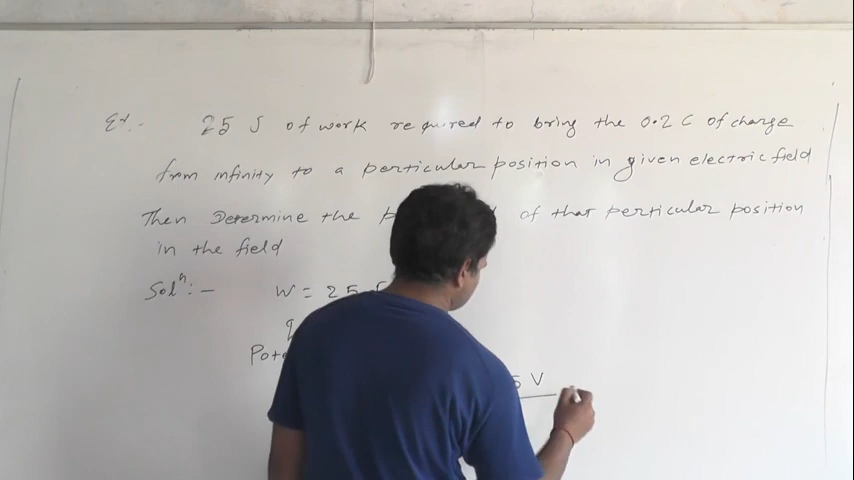 Ex:- 25 J of work required to bring the 0.2 C of charge
from infinity to a perticular position in given electric field
Then Determine the of that perticular position
in the field
Solⁿ:- W = 25
q
5 V